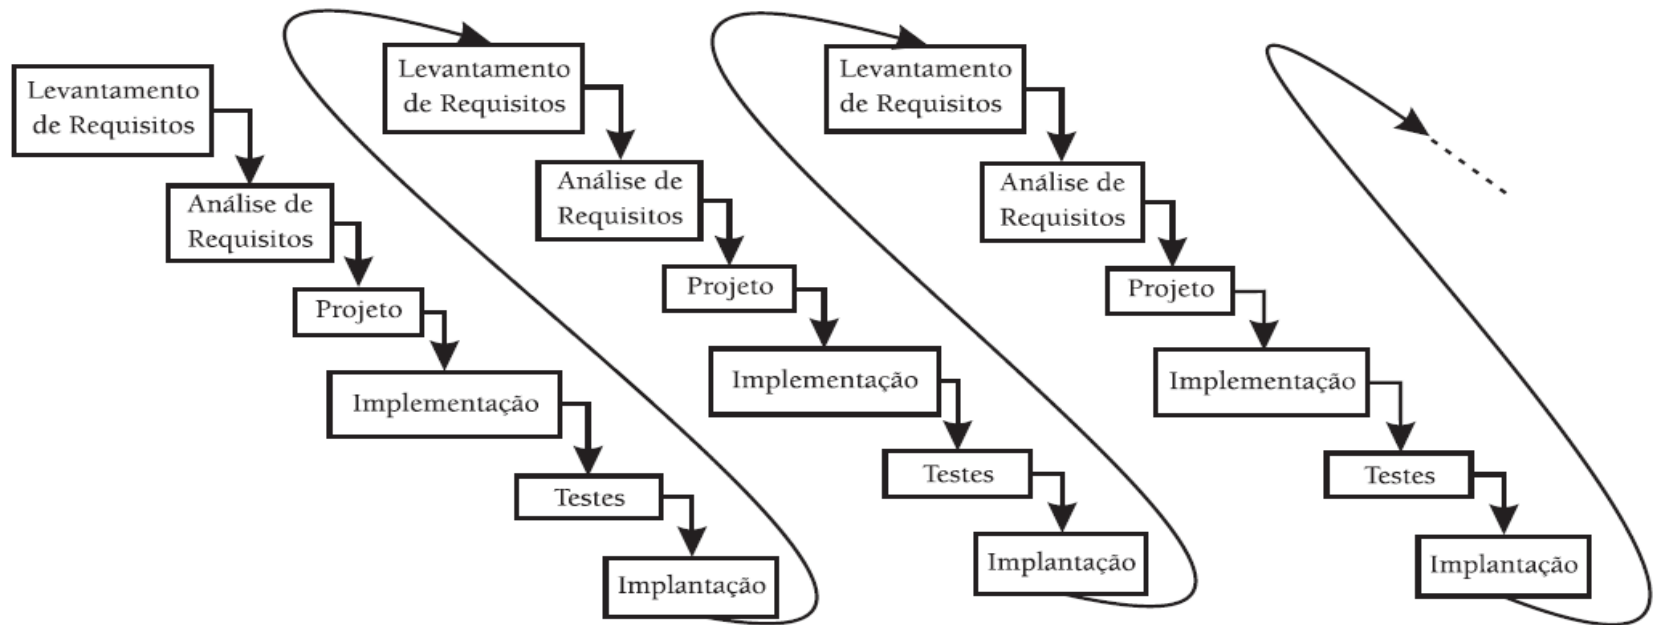 Levantamento
de Requisitos
Análise de
Requisitos
Projeto
Implementação
Testes
Implantação
Levantamento
de Requisitos
Análise de
Requisitos
Projeto
Implementação
Testes
Implantação
Levantamento
de Requisitos
Análise de
Requisitos
Projeto
Implementação
Testes
Implantação